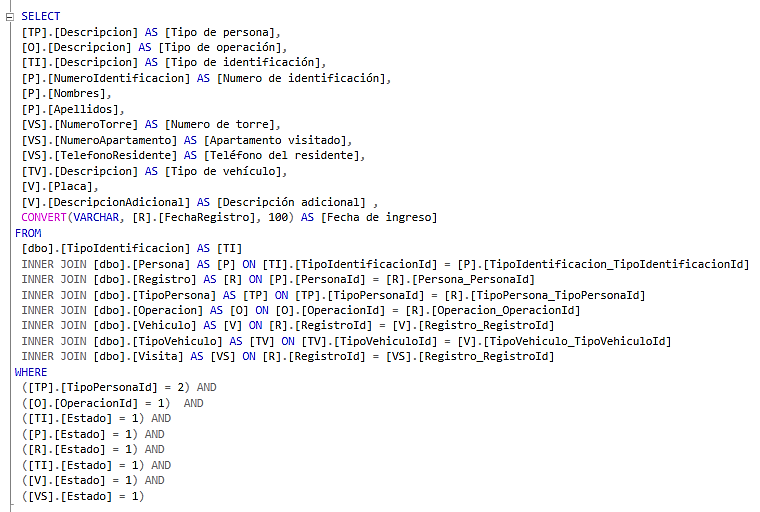 SELECT
[TP].[Descripcion] AS [Tipo de persona],
[O].[Descripcion] AS [Tipo de operación],
[TI].[Descripcion] AS [Tipo de identificación],
[P].[NumeroIdentificacion] AS [Numero de identificación],
[P].[Nombres],
[P].[Apellidos],
[VS].[NumeroTorre] AS [Numero de torre],
[VS].[NumeroApartamento] AS [Apartamento visitado],
[VS].[TelefonoResidente] AS [Teléfono del residente],
[TV].[Descripcion] AS [Tipo de vehículo],
[V].[Placa],
[V].[DescripcionAdicional] AS [Descripción adicional] ,
CONVERT(VARCHAR, [R].[FechaRegistro], 100) AS [Fecha de ingreso]
FROM
[dbo].[TipoIdentificacion] AS [TI]
INNER JOIN [dbo].[Persona] AS [P] ON [TI].[TipoIdentificacionId] = [P].[TipoIdentificacion_TipoIdentificacionId]
INNER JOIN [dbo].[Registro] AS [R] ON [P].[PersonaId] = [R].[Persona_PersonaId]
INNER JOIN [dbo].[TipoPersona] AS [TP] ON [TP].[TipoPersonaId] = [R].[TipoPersona_TipoPersonaId]
INNER JOIN [dbo].[Operacion] AS [O] ON [O].[OperacionId] = [R].[Operacion_OperacionId]
INNER JOIN [dbo].[Vehiculo] AS [V] ON [R].[RegistroId] = [V].[Registro_RegistroId]
INNER JOIN [dbo].[TipoVehiculo] AS [TV] ON [TV].[TipoVehiculoId] = [V].[TipoVehiculo_TipoVehiculoId]
INNER JOIN [dbo].[Visita] AS [VS] ON [R].[RegistroId] = [VS].[Registro_RegistroId]
WHERE
([TP].[TipoPersonaId] = 2) AND
([O].[OperacionId] = 1)  AND
([TI].[Estado] = 1) AND
([P].[Estado] = 1) AND
([R].[Estado] = 1) AND
([TI].[Estado] = 1) AND
([V].[Estado] = 1) AND
([VS].[Estado] = 1)